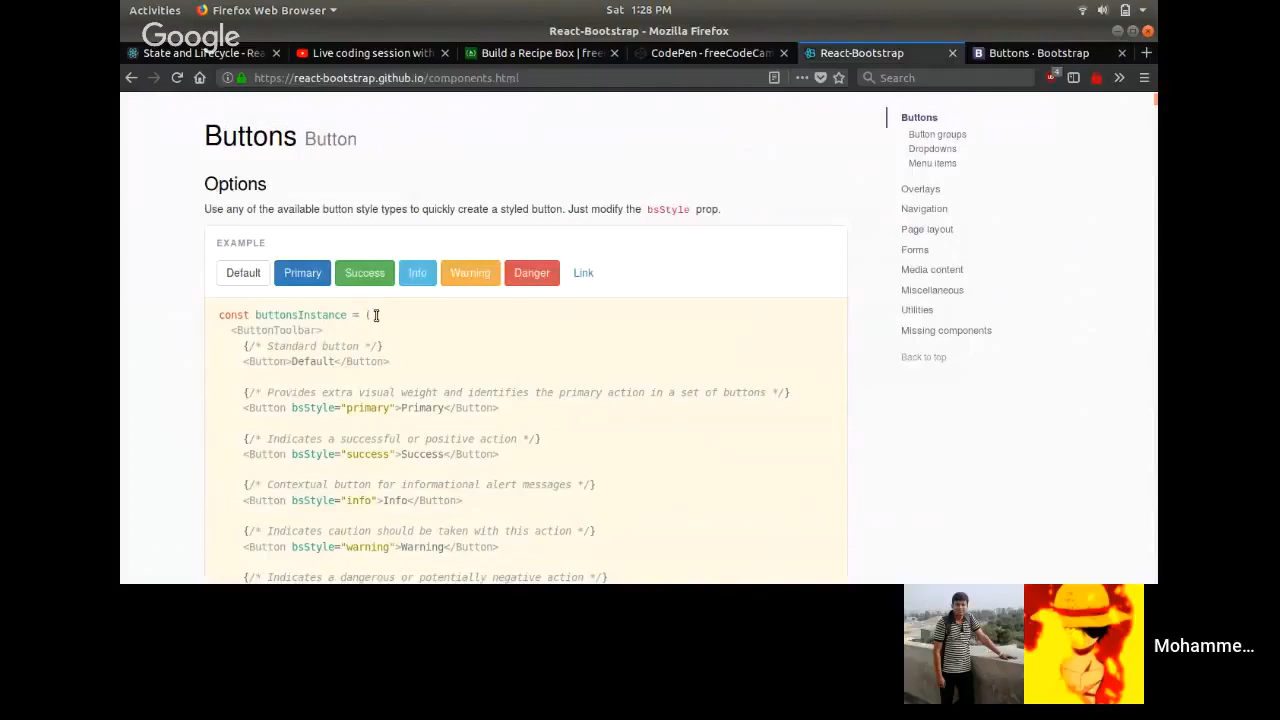 Activities
Firefox Web Browser
Sat 1:28 PM
Google
React-Bootstrap - Mozilla Firefox
State and Lifecycle - Rea
Live coding session with
Build a Recipe Box | free
CodePen - freeCodeCam
React-Bootstrap
Buttons · Bootstrap
https://react-bootstrap.github.io/components.html
Search
4
Buttons Button
Options
Use any of the available button style types to quickly create a styled button. Just modify the bsStyle prop.
EXAMPLE
Default Primary Success Info Warning Danger Link
const buttonsInstance = (
<ButtonToolbar>
{/* Standard button */}
<Button>Default</Button>
{/* Provides extra visual weight and identifies the primary action in a set of buttons */}
<Button bsStyle="primary">Primary</Button>
{/* Indicates a successful or positive action */}
<Button bsStyle="success">Success</Button>
{/* Contextual button for informational alert messages */}
<Button bsStyle="info">Info</Button>
{/* Indicates caution should be taken with this action */}
<Button bsStyle="warning">Warning</Button>
{/* Indicates a dangerous or potentially negative action */}
Buttons
Button groups
Dropdowns
Menu items
Overlays
Navigation
Page layout
Forms
Media content
Miscellaneous
Utilities
Missing components
Back to top
Mohamme...